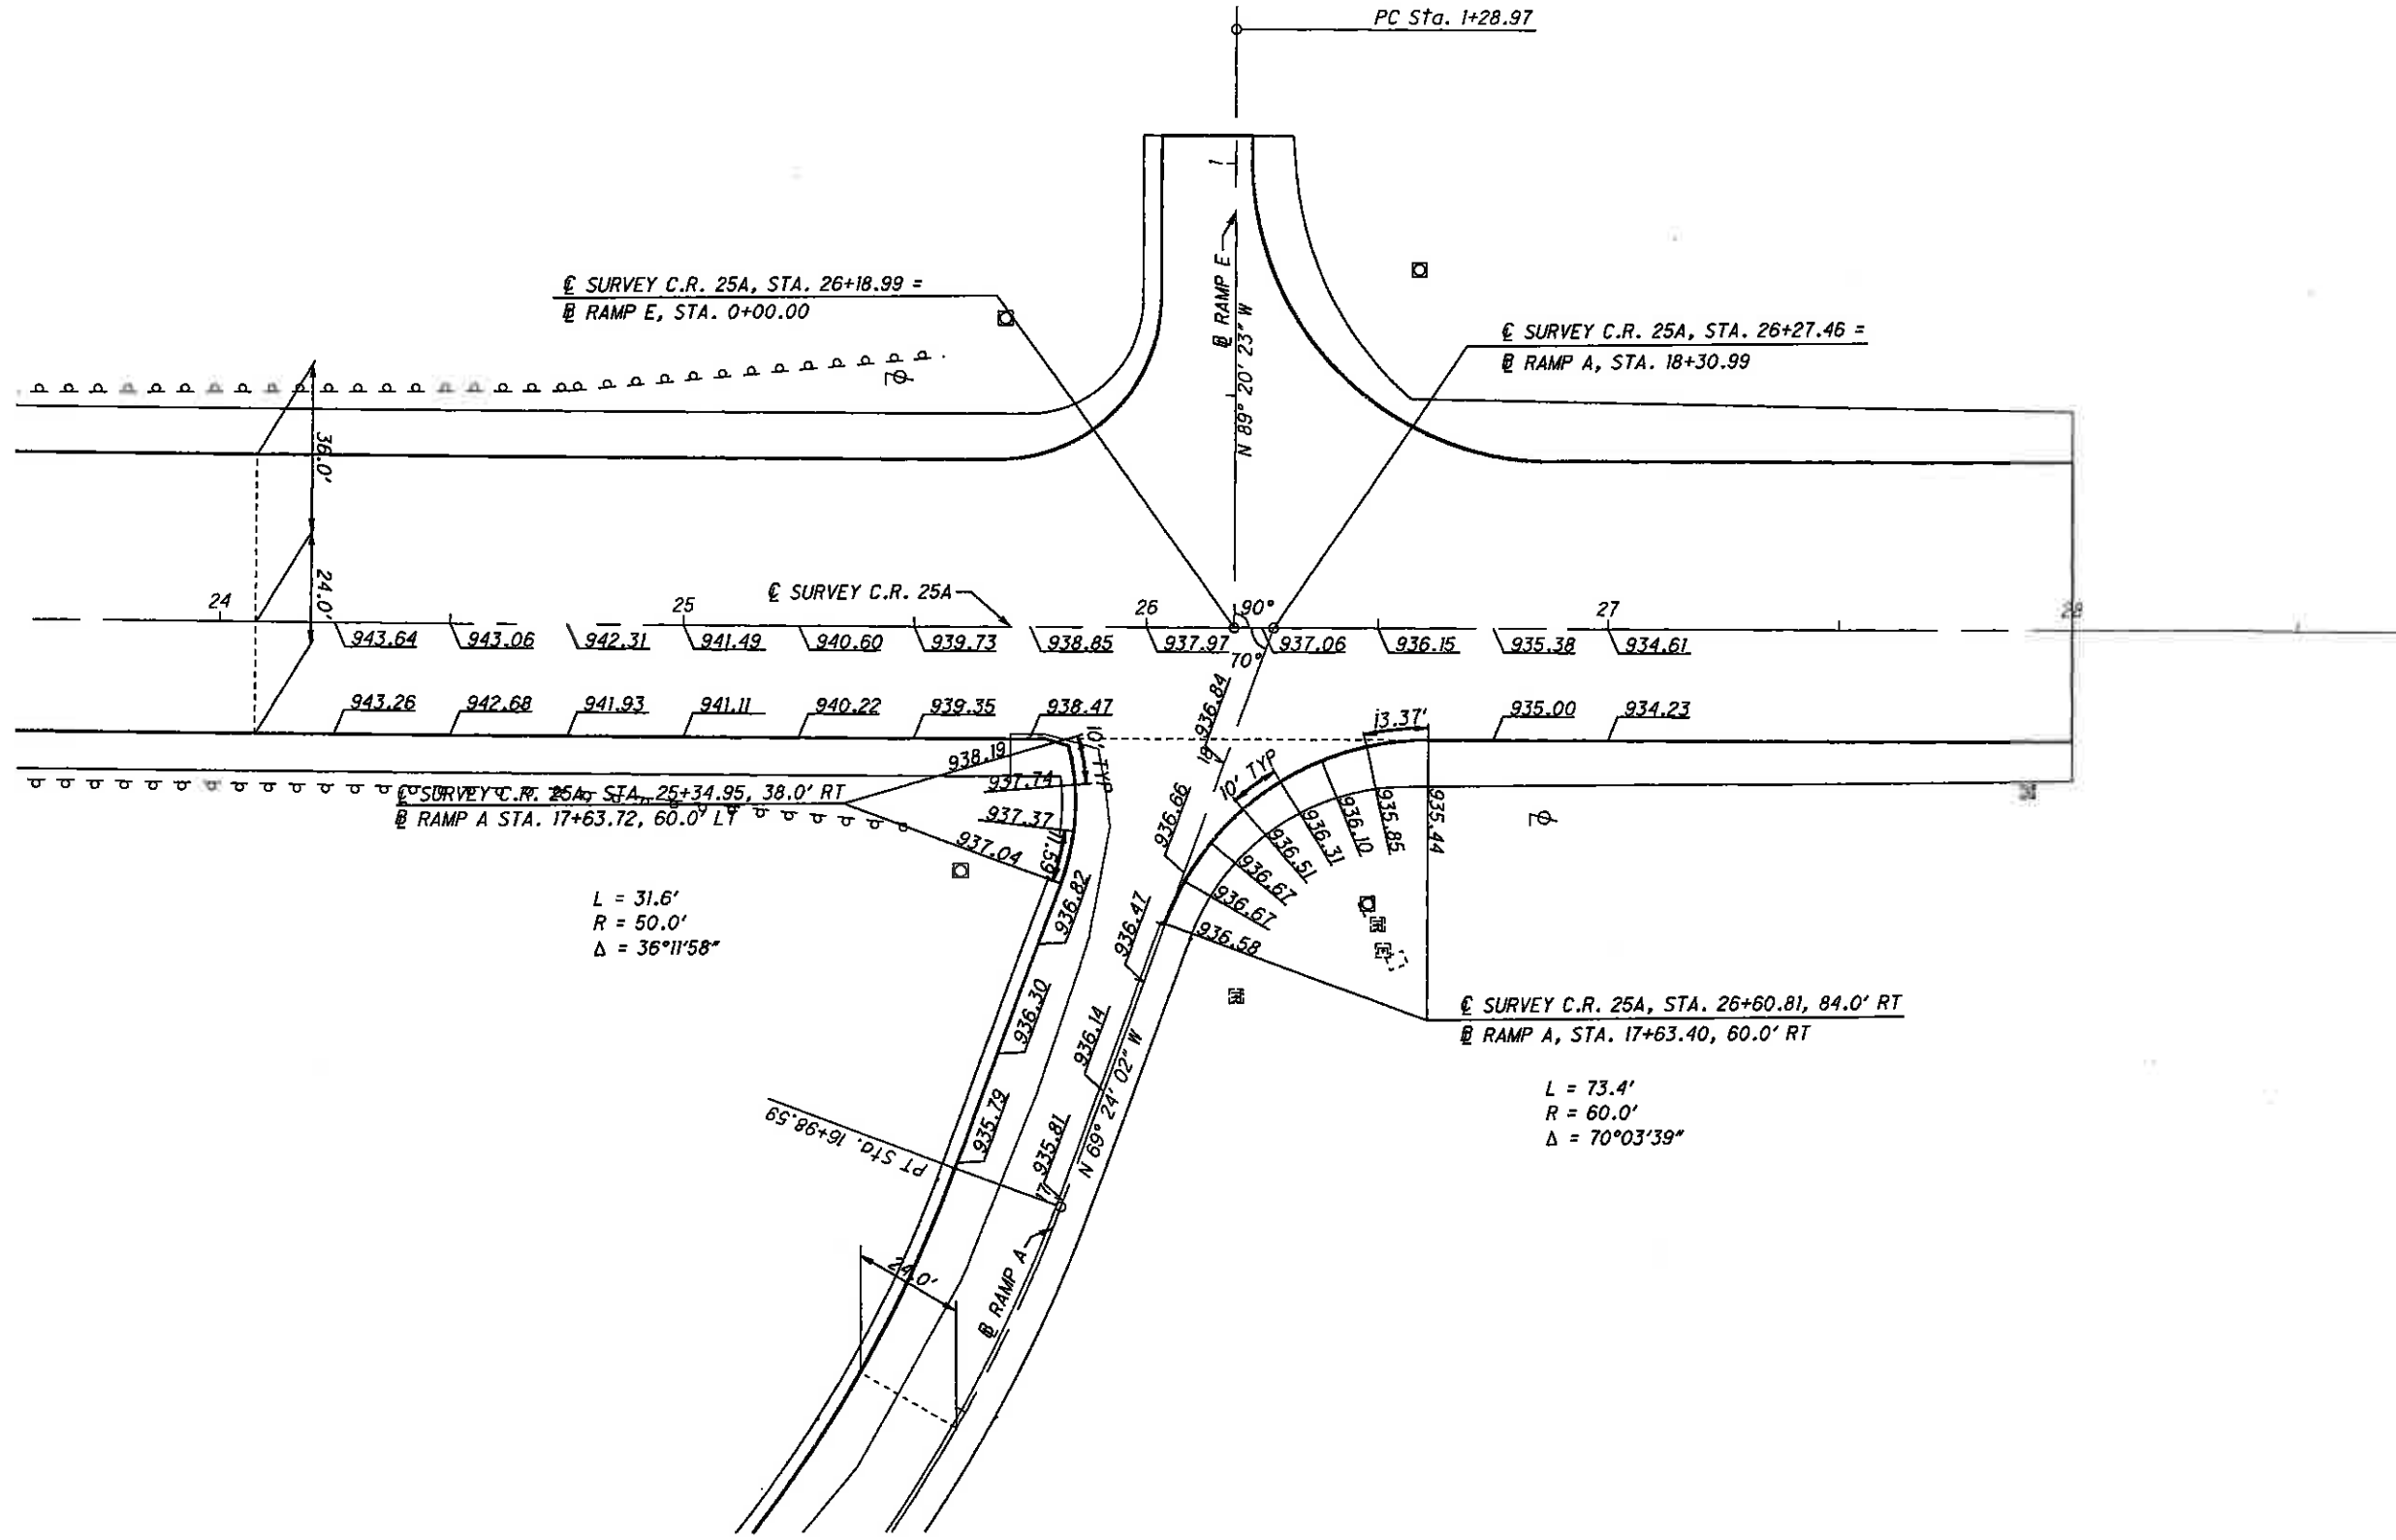 PC Sta. 1+28.97
1
℄ SURVEY C.R. 25A, STA. 26+18.99 =
B RAMP E, STA. 0+00.00
B RAMP E
N 89° 20' 23" W
℄ SURVEY C.R. 25A, STA. 26+27.46 =
B RAMP A, STA. 18+30.99
36.0'
24.0'
24
25
℄ SURVEY C.R. 25A
26
90°
27
28
943.64
943.06
942.31
941.49
940.60
939.73
938.85
937.97
937.06
936.15
935.38
934.61
70°
943.26
942.68
941.93
941.11
940.22
939.35
938.47
936.84
13.37'
935.00
934.23
18
938.19
10' TYP
937.74
℄ SURVEY C.R. 25A, STA. 25+34.95, 38.0' RT
B RAMP A STA. 17+63.72, 60.0' LT
937.37
937.04
11.59'
936.82
936.66
10' TYP
936.67
936.67
936.51
936.31
936.10
935.85
935.44
936.58
L = 31.6'
R = 50.0'
Δ = 36°11'58"
936.47
936.30
936.14
℄ SURVEY C.R. 25A, STA. 26+60.81, 84.0' RT
B RAMP A, STA. 17+63.40, 60.0' RT
L = 73.4'
R = 60.0'
Δ = 70°03'39"
N 69° 24' 02" W
935.79
935.81
PT Sta. 16+98.59
17
B RAMP A
24.0'